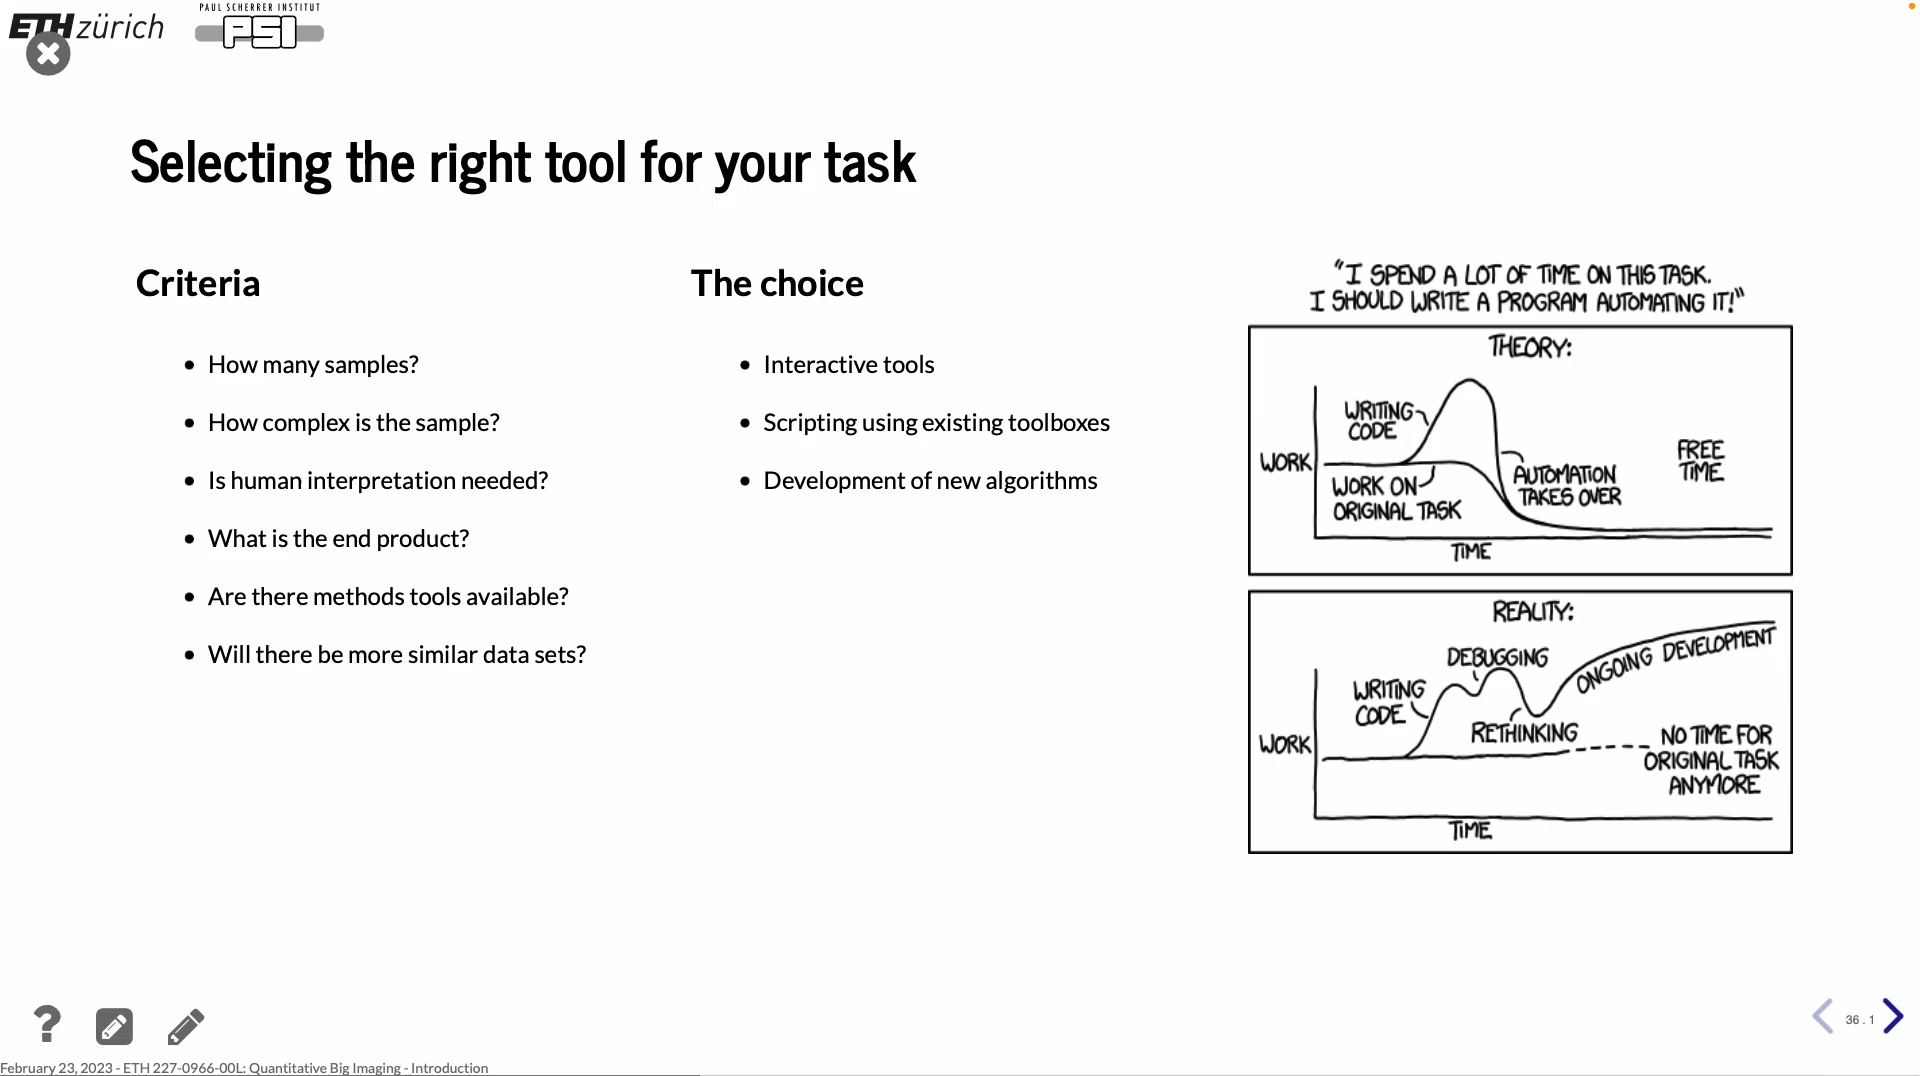 ETH zürich
PAUL SCHERRER INSTITUT
PSI
Selecting the right tool for your task
Criteria
How many samples?
How complex is the sample?
Is human interpretation needed?
What is the end product?
Are there methods tools available?
Will there be more similar data sets?
The choice
Interactive tools
Scripting using existing toolboxes
Development of new algorithms
"I SPEND A LOT OF TIME ON THIS TASK.
I SHOULD WRITE A PROGRAM AUTOMATING IT!"
THEORY:
WRITING
CODE
WORK
WORK ON
ORIGINAL TASK
AUTOMATION
TAKES OVER
FREE
TIME
TIME
REALITY:
DEBUGGING
WRITING
CODE
ONGOING DEVELOPMENT
RETHINKING
WORK
NO TIME FOR
ORIGINAL TASK
ANYMORE
TIME
?
36 . 1
February 23, 2023 - ETH 227-0966-00L: Quantitative Big Imaging - Introduction